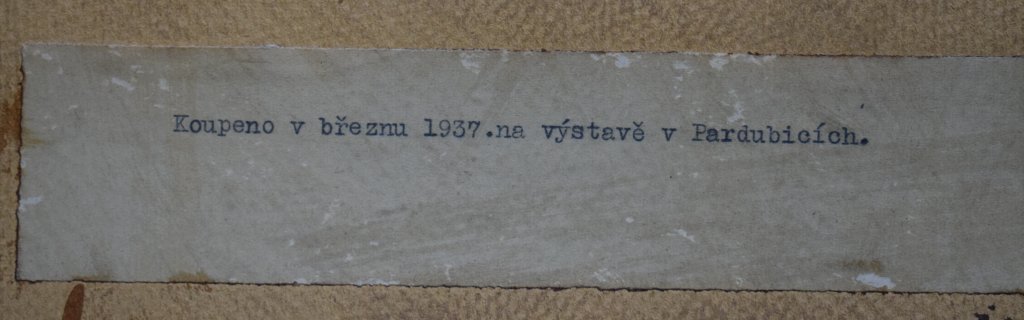 Koupeno v březnu 1937.na výstavě v Pardubicích.